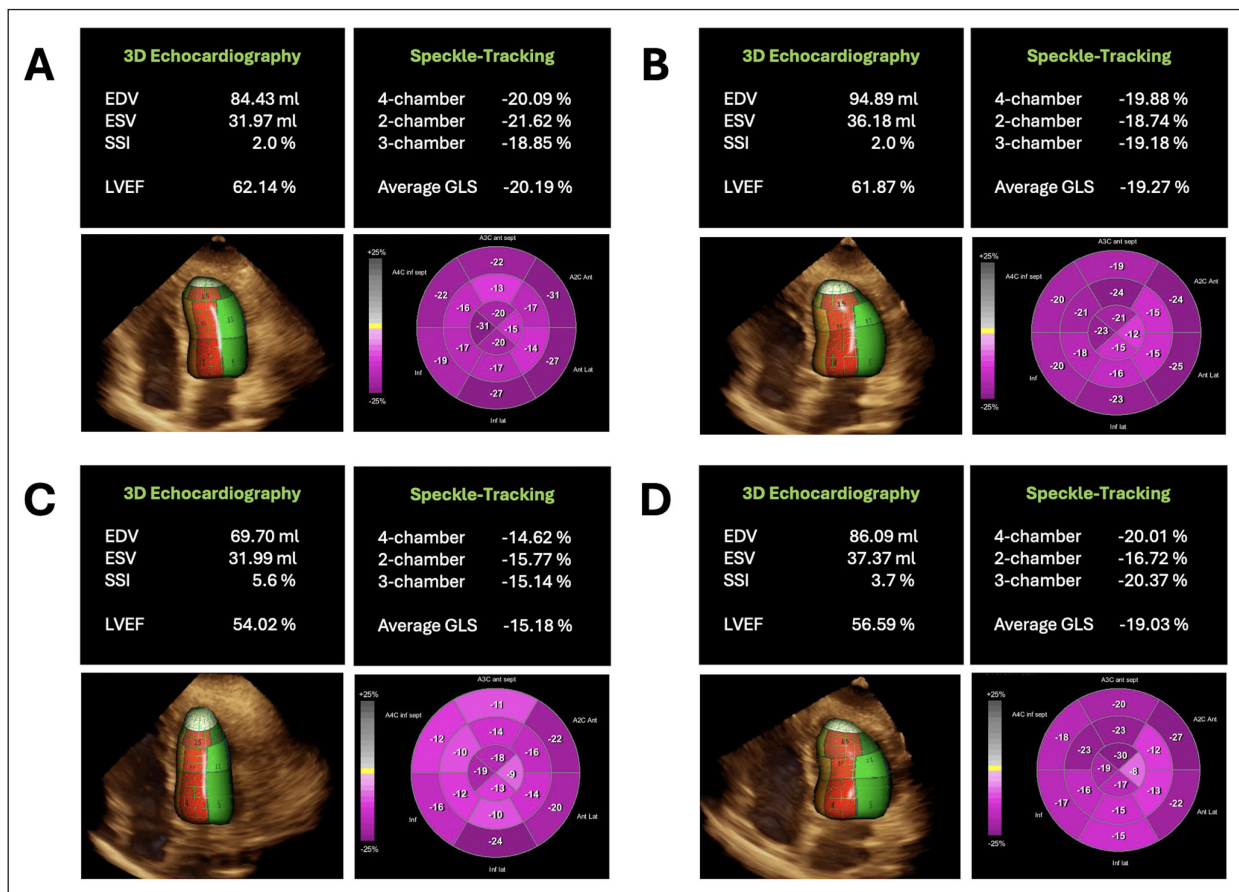 A
3D Echocardiography
EDV 84.43 ml
ESV 31.97 ml
SSI 2.0 %
LVEF 62.14 %
Speckle-Tracking
4-chamber -20.09 %
2-chamber -21.62 %
3-chamber -18.85 %
Average GLS -20.19 %
+25%
-25%
A3C ant sept
A4C inf sept
A2C Ant
Inf
Ant Lat
Inf lat
-22
-22 -13 -31
-16 -20 -17
-31 -15
-20
-19 -17 -14 -27
-17
-27
B
3D Echocardiography
EDV 94.89 ml
ESV 36.18 ml
SSI 2.0 %
LVEF 61.87 %
Speckle-Tracking
4-chamber -19.88 %
2-chamber -18.74 %
3-chamber -19.18 %
Average GLS -19.27 %
+25%
-25%
A3C ant sept
A4C inf sept
A2C Ant
Inf
Ant Lat
Inf lat
-19
-20 -24 -24
-21 -21 -15
-23 -12
-15
-20 -18 -15 -25
-16
-23
C
3D Echocardiography
EDV 69.70 ml
ESV 31.99 ml
SSI 5.6 %
LVEF 54.02 %
Speckle-Tracking
4-chamber -14.62 %
2-chamber -15.77 %
3-chamber -15.14 %
Average GLS -15.18 %
+25%
-25%
A3C ant sept
A4C inf sept
A2C Ant
Inf
Ant Lat
Inf lat
-11
-12 -14 -22
-10 -18 -16
-19 -9
-13
-16 -12 -14 -20
-10
-24
D
3D Echocardiography
EDV 86.09 ml
ESV 37.37 ml
SSI 3.7 %
LVEF 56.59 %
Speckle-Tracking
4-chamber -20.01 %
2-chamber -16.72 %
3-chamber -20.37 %
Average GLS -19.03 %
+25%
-25%
A3C ant sept
A4C inf sept
A2C Ant
Inf
Ant Lat
Inf lat
-20
-18 -23 -27
-23 -30 -12
-19 -8
-17
-17 -16 -13 -22
-15
-15